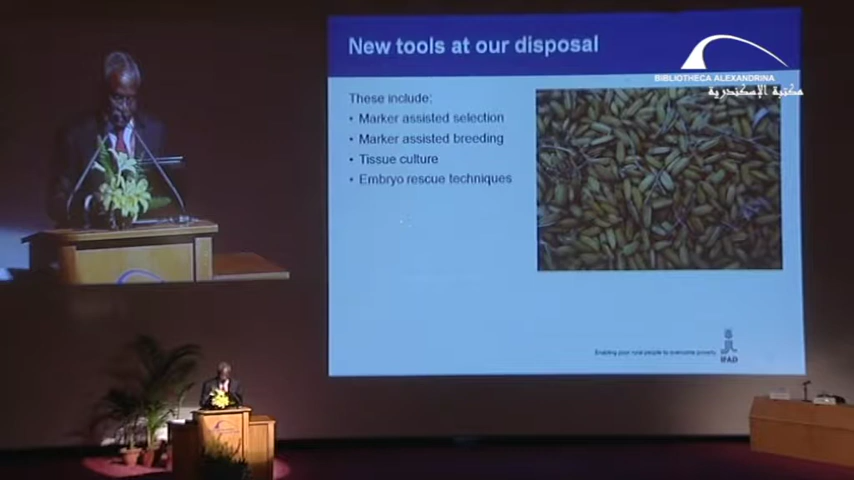 New tools at our disposal
BIBLIOTHECA ALEXANDRINA
مكتبة الإسكندرية
These include:
• Marker assisted selection
• Marker assisted breeding
• Tissue culture
• Embryo rescue techniques
Enabling poor rural people to overcome poverty
IFAD